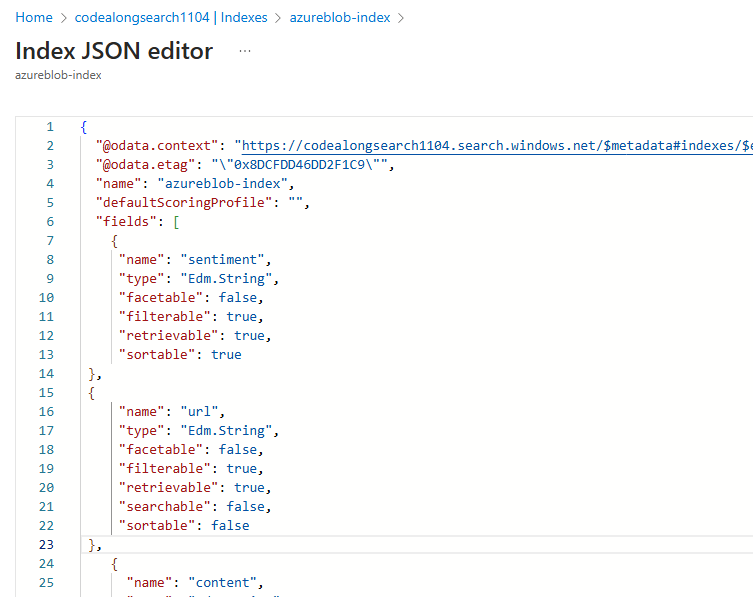 Home > codealongsearch1104 | Indexes > azureblob-index >
Index JSON editor ...
azureblob-index
1 {
2 "@odata.context": "https://codealongsearch1104.search.windows.net/$metadata#indexes/$e
3 "@odata.etag": "\"0x8DCFDD46DD2F1C9\"",
4 "name": "azureblob-index",
5 "defaultScoringProfile": "",
6 "fields": [
7 {
8 "name": "sentiment",
9 "type": "Edm.String",
10 "facetable": false,
11 "filterable": true,
12 "retrievable": true,
13 "sortable": true
14 },
15 {
16 "name": "url",
17 "type": "Edm.String",
18 "facetable": false,
19 "filterable": true,
20 "retrievable": true,
21 "searchable": false,
22 "sortable": false
23 },
24 {
25 "name": "content",